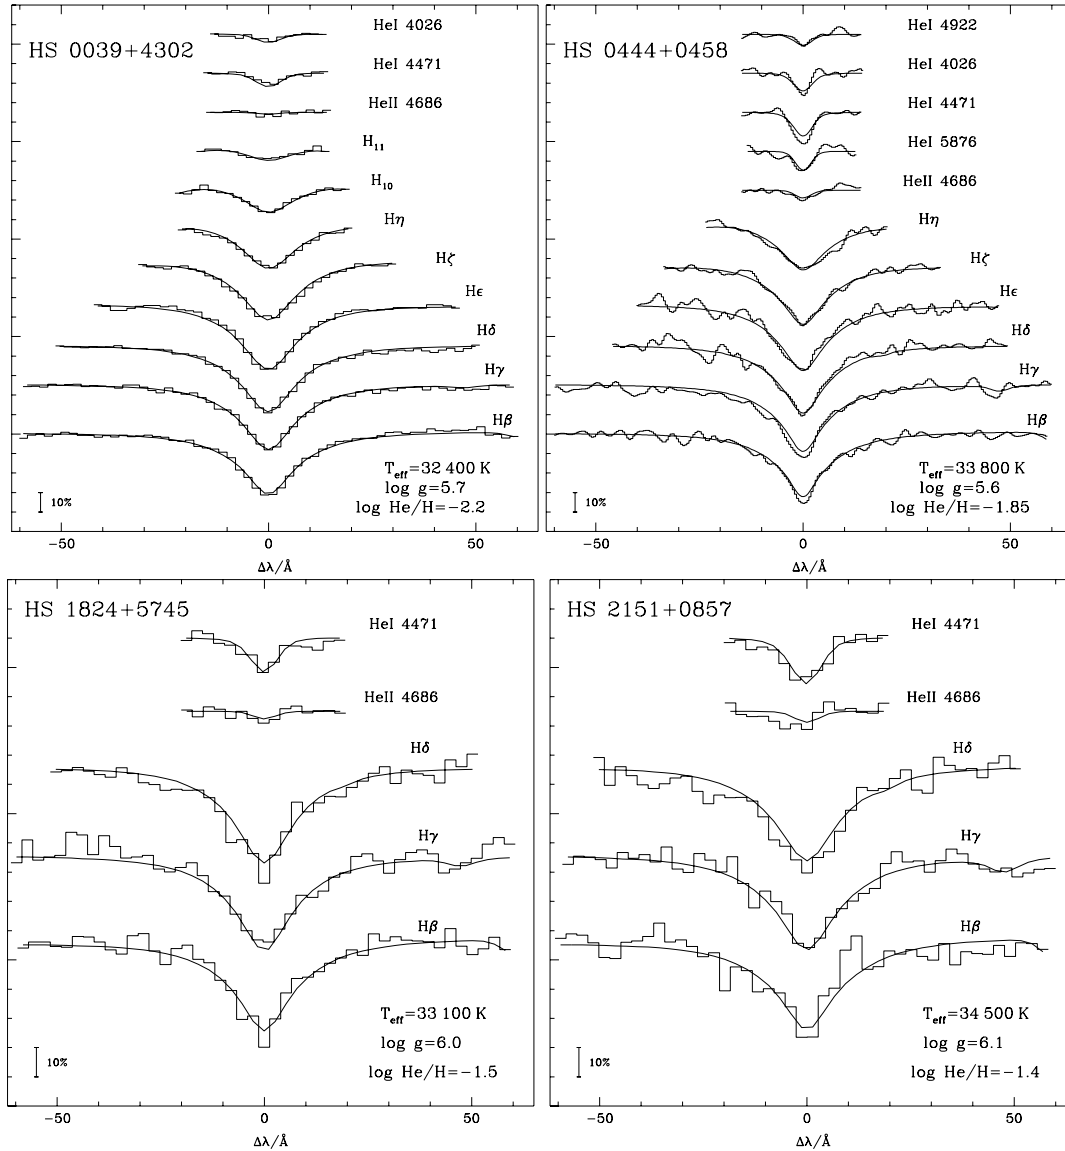 HS 0039+4302
HeI 4026
HeI 4471
HeII 4686
H11
H10
Hη
Hζ
Hϵ
Hδ
Hγ
Hβ
Teff=32 400 K
log g=5.7
log He/H=−2.2
10%
−50 0 50
Δλ/Å
HS 0444+0458
HeI 4922
HeI 4026
HeI 4471
HeI 5876
HeII 4686
Hη
Hζ
Hϵ
Hδ
Hγ
Hβ
Teff=33 800 K
log g=5.6
log He/H=−1.85
10%
−50 0 50
Δλ/Å
HS 1824+5745
HeI 4471
HeII 4686
Hδ
Hγ
Hβ
Teff=33 100 K
log g=6.0
log He/H=−1.5
10%
−50 0 50
Δλ/Å
HS 2151+0857
HeI 4471
HeII 4686
Hδ
Hγ
Hβ
Teff=34 500 K
log g=6.1
log He/H=−1.4
10%
−50 0 50
Δλ/Å